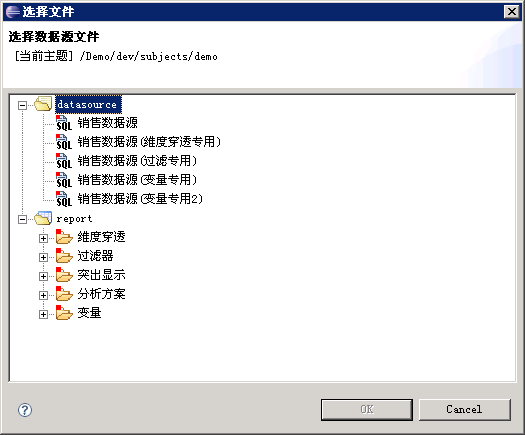 选择文件
选择数据源文件
[当前主题] /Demo/dev/subjects/demo
datasource
SQL 销售数据源
SQL 销售数据源(维度穿透专用)
SQL 销售数据源(过滤专用)
SQL 销售数据源(变量专用)
SQL 销售数据源(变量专用2)
report
维度穿透
过滤器
突出显示
分析方案
变量
? OK Cancel